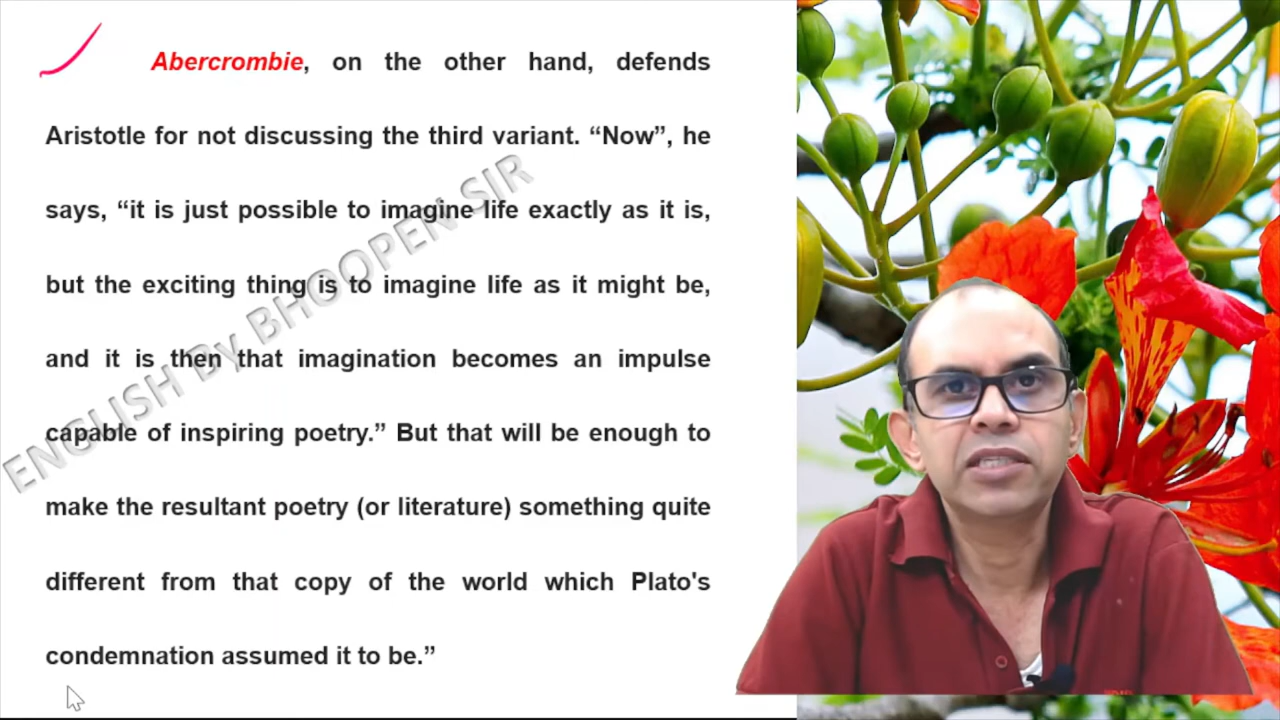 Abercrombie, on the other hand, defends
Aristotle for not discussing the third variant. “Now”, he
says, “it is just possible to imagine life exactly as it is,
but the exciting thing is to imagine life as it might be,
and it is then that imagination becomes an impulse
capable of inspiring poetry.” But that will be enough to
make the resultant poetry (or literature) something quite
different from that copy of the world which Plato's
condemnation assumed it to be.”
ENGLISH By BHOOPEN SIR